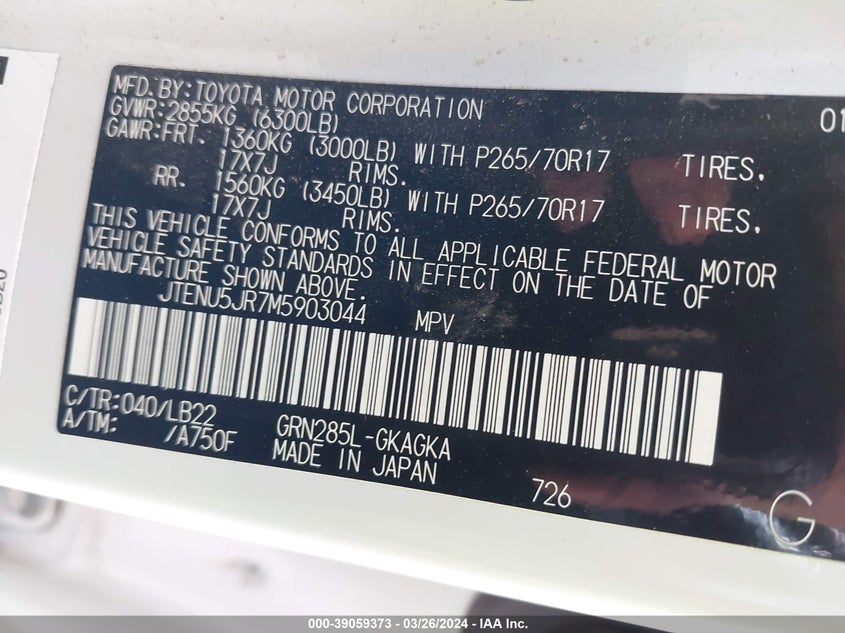 MFD. BY: TOYOTA MOTOR CORPORATION 01
GVWR: 2855KG (6300LB)
GAWR: FRT. 1360KG (3000LB) WITH P265/70R17 TIRES,
17X7J RIMS.
RR. 1560KG (3450LB) WITH P265/70R17 TIRES,
17X7J RIMS.
THIS VEHICLE CONFORMS TO ALL APPLICABLE FEDERAL MOTOR
VEHICLE SAFETY STANDARDS IN EFFECT ON THE DATE OF
MANUFACTURE SHOWN ABOVE.
JTENU5JR7M5903044 MPV
C/TR: 040/LB22 GRN285L-GKAGKA
A/TM: /A750F MADE IN JAPAN
726
G
000-39059373 - 03/26/2024 - IAA Inc.